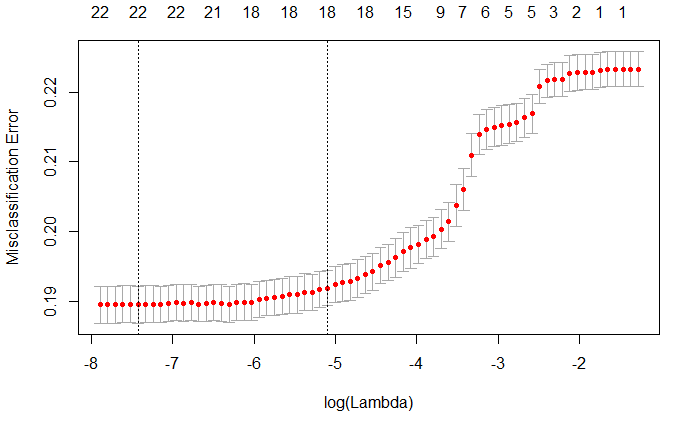 22 22 22 21 18 18 18 18 15 9 7 6 5 5 3 2 1 1
Misclassification Error
0.22
0.21
0.20
0.19
-8 -7 -6 -5 -4 -3 -2
log(Lambda)